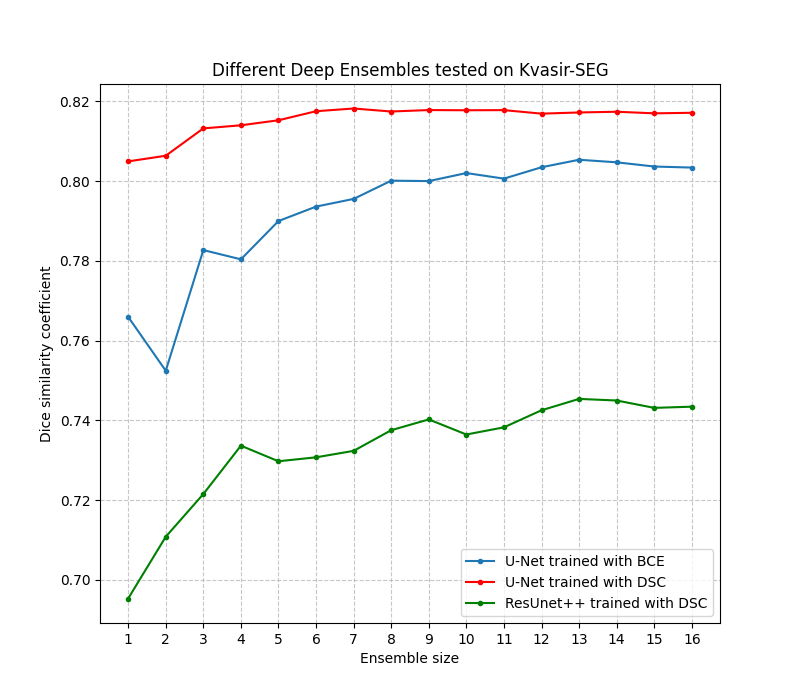 Different Deep Ensembles tested on Kvasir-SEG
0.82
0.80
0.78
0.76
0.74
0.72
0.70
Dice similarity coefficient
U-Net trained with BCE
U-Net trained with DSC
ResUnet++ trained with DSC
1 2 3 4 5 6 7 8 9 10 11 12 13 14 15 16
Ensemble size